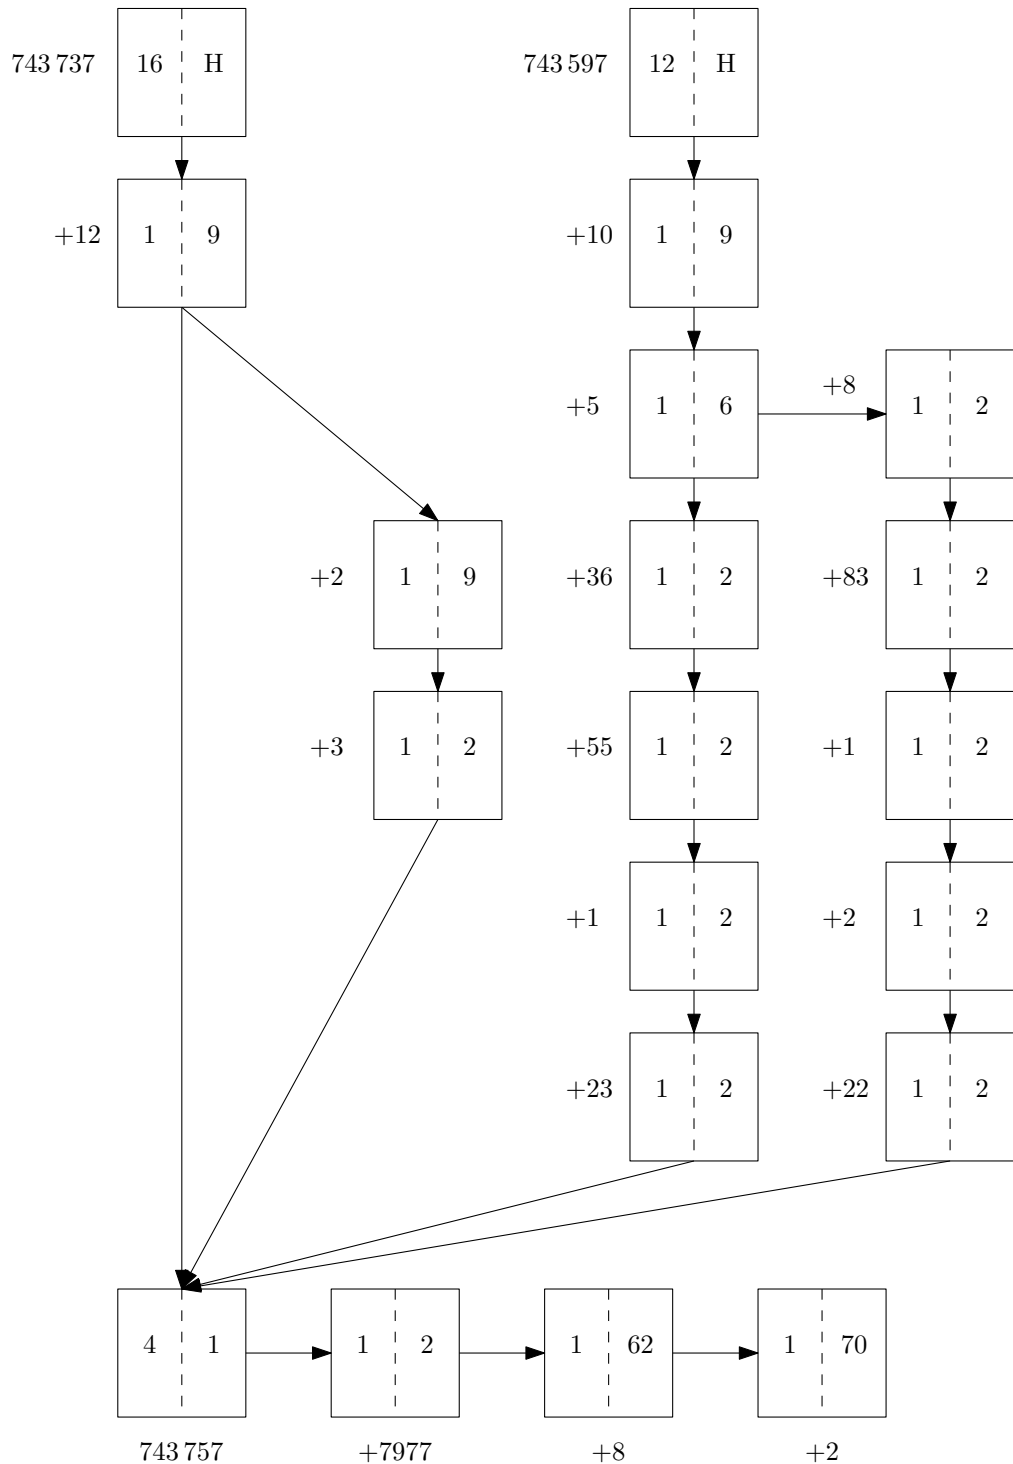 743 737 16 H 743 597 12 H
+12 1 9 +10 1 9
+8
+5 1 6 1 2
+2 1 9 +36 1 2 +83 1 2
+3 1 2 +55 1 2 +1 1 2
+1 1 2 +2 1 2
+23 1 2 +22 1 2
4 1 1 2 1 62 1 70
743 757 +7977 +8 +2